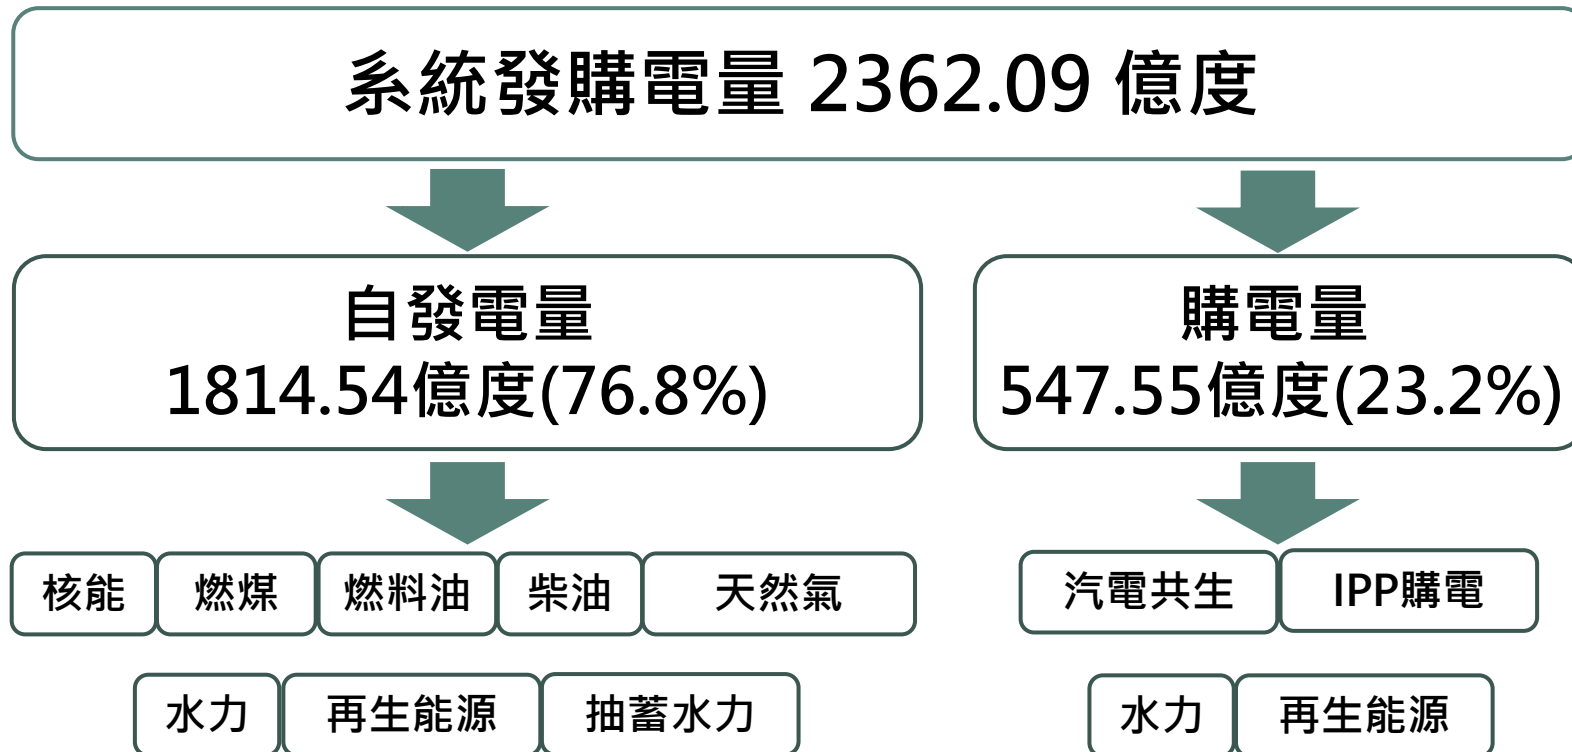 系統發購電量 2362.09 億度
自發電量
1814.54億度(76.8%)
購電量
547.55億度(23.2%)
核能
燃煤
燃料油
柴油
天然氣
汽電共生
IPP購電
水力
再生能源
抽蓄水力
水力
再生能源